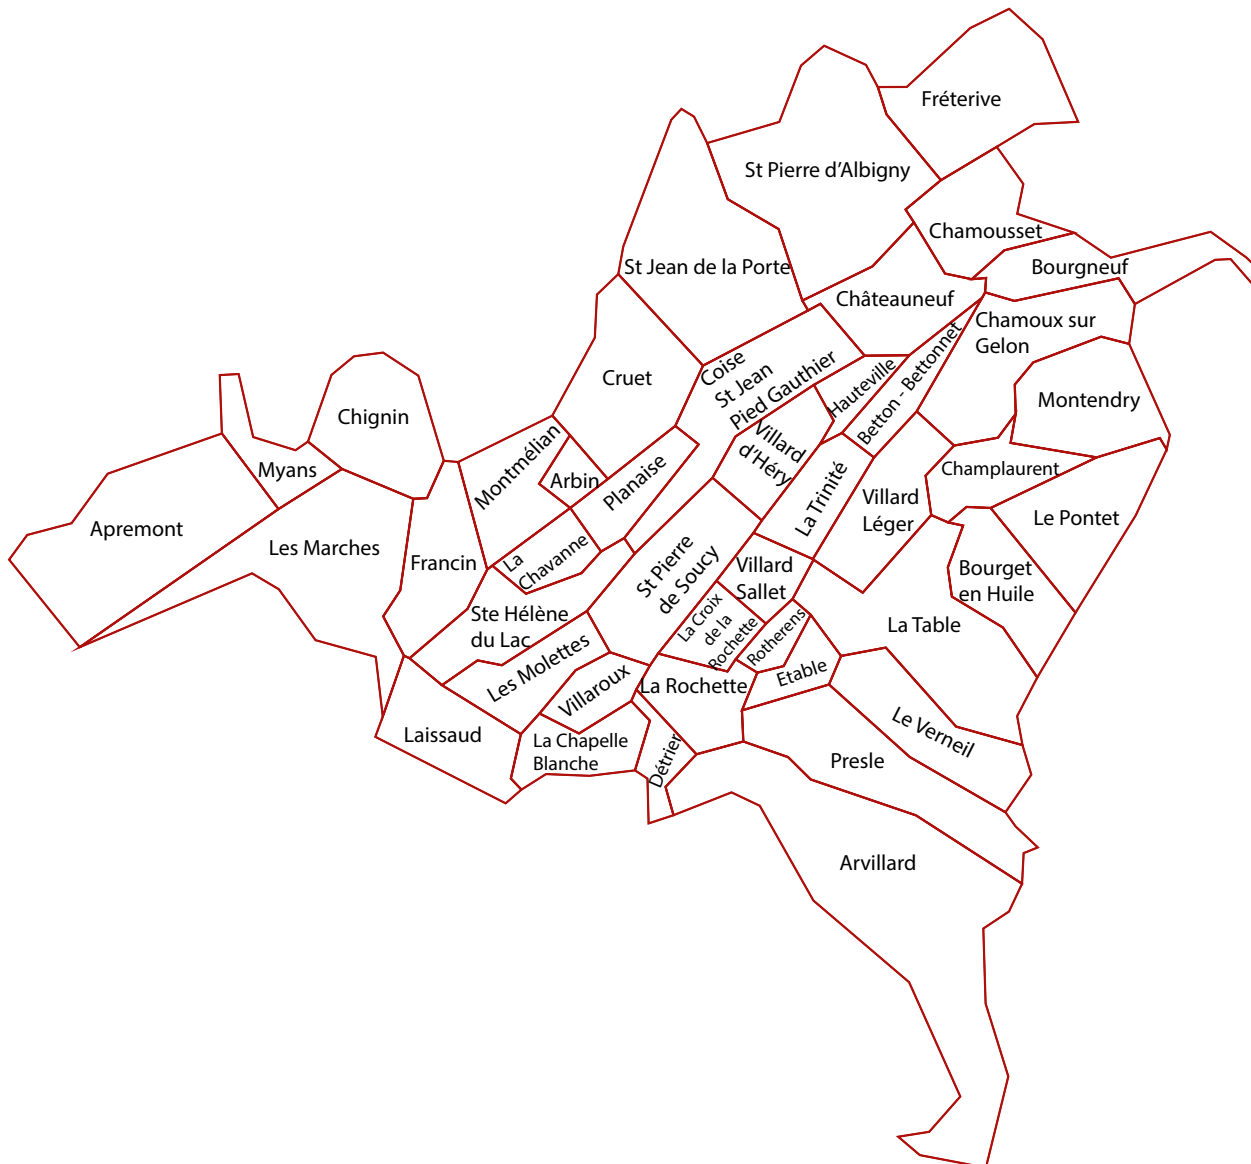 Fréterive
St Pierre d’Albigny
Chamousset
St Jean de la Porte
Bourgneuf
Châteauneuf
Chamoux sur
Gelon
Coise
St Jean
Pied Gauthier
Cruet
Hauteville
Betton - Bettonnet
Montendry
Chignin
Villard
d’Héry
Montmélian
Myans
Arbin
Planaise
La Trinité
Champlaurent
Villard
Léger
Le Pontet
Apremont
Les Marches
Francin
La
Chavanne
St Pierre
de Soucy
Villard
Sallet
Bourget
en Huile
Ste Hélène
du Lac
La Croix
de la
Rochette
Rotherens
La Table
Les Molettes
Villaroux
La Rochette
Etable
Le Verneil
Laissaud
La Chapelle
Blanche
Détrier
Presle
Arvillard